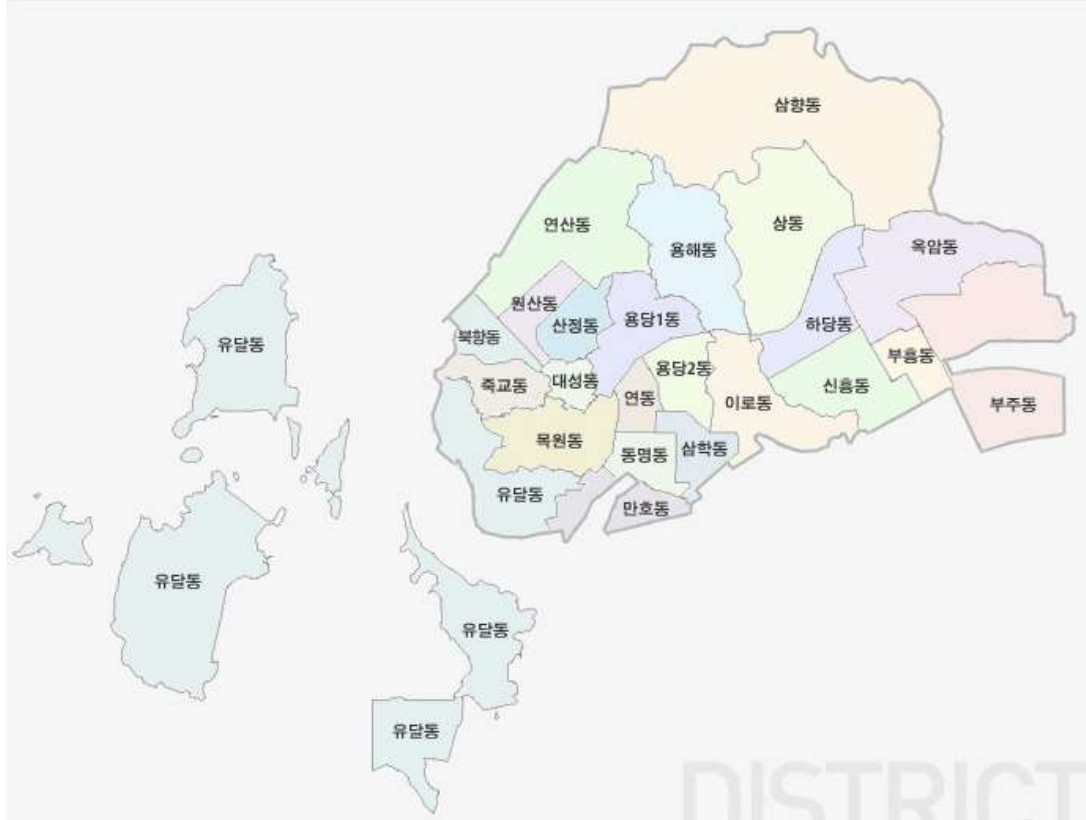 삼향동
연산동
상동
용해동
옥암동
원산동
산정동
용당1동
하당동
북항동
유달동
부흥동
용당2동
죽교동
대성동
신흥동
연동
이로동
부주동
목원동
삼학동
동명동
유달동
만호동
유달동
유달동
유달동
DISTRICT